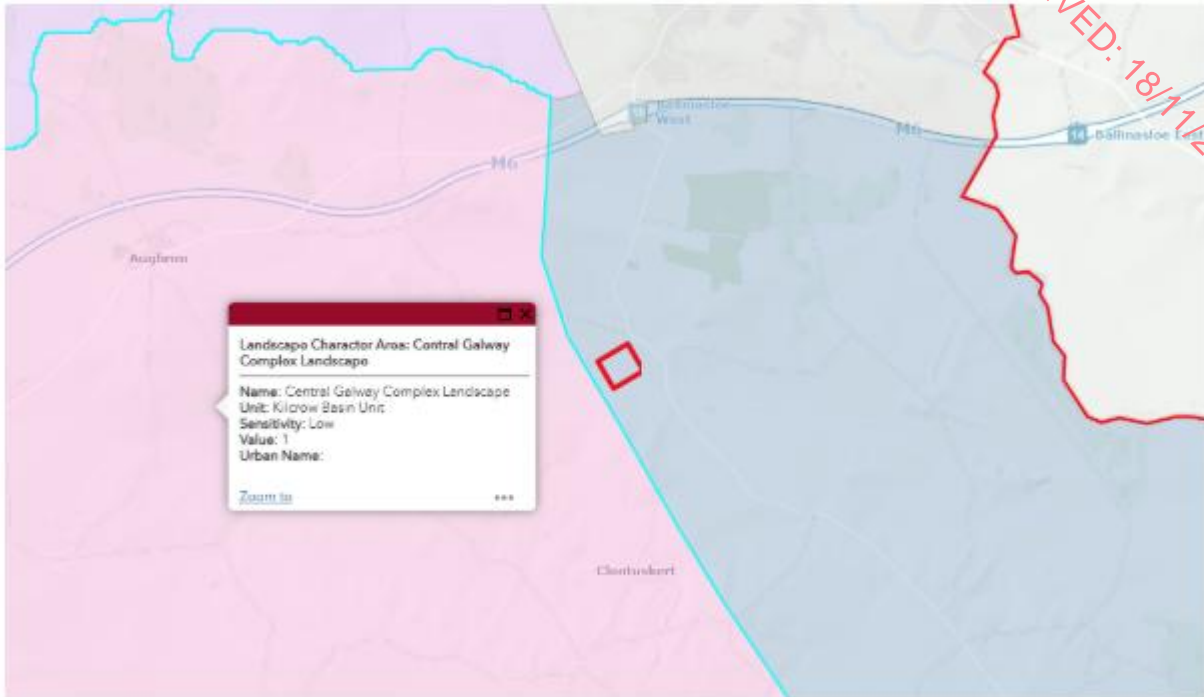 VED: 18/11/2
Ballinasloe
West
M6
14
Ballinasloe East
M6
Aughrim
Landscape Character Area: Central Galway
Complex Landscape
Name: Central Galway Complex Landscape
Unit: Kilcrow Basin Unit
Sensitivity: Low
Value: 1
Urban Name:
Zoom to
Clontuskert